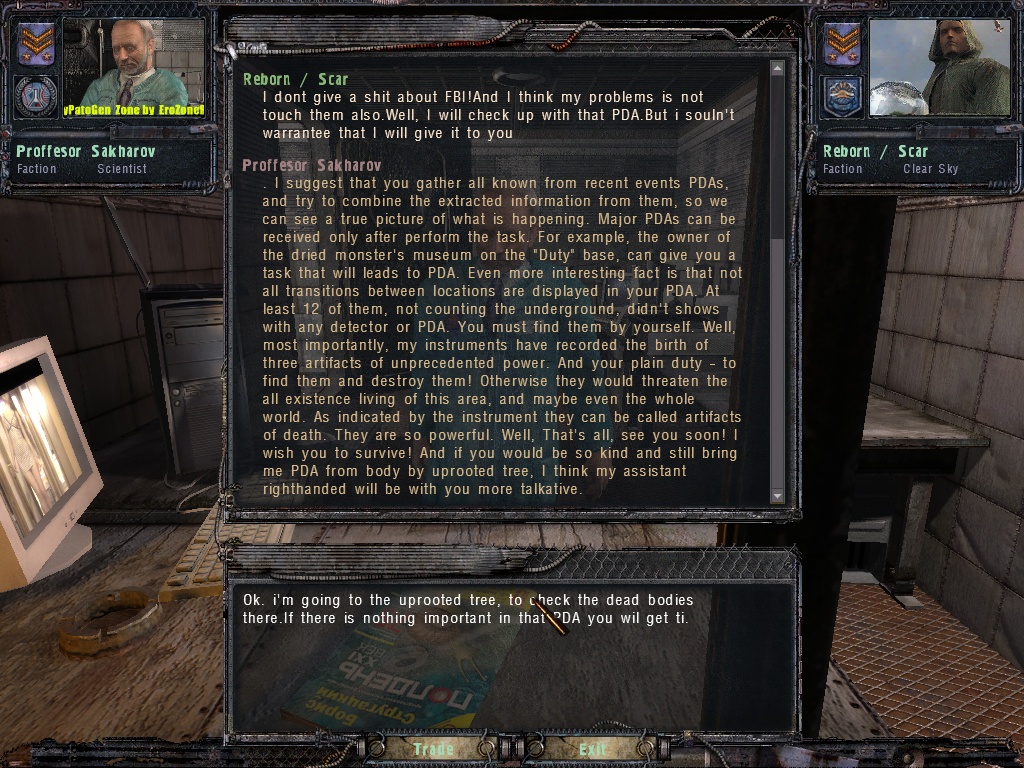 vPatoGen Zone by EroZone!
Proffesor Sakharov
Faction Scientist
Reborn / Scar
I dont give a shit about FBI!And I think my problems is not
touch them also.Well, I will check up with that PDA.But i souln't
warrantee that I will give it to you
Proffesor Sakharov
. I suggest that you gather all known from recent events PDAs,
and try to combine the extracted information from them, so we
can see a true picture of what is happening. Major PDAs can be
received only after perform the task. For example, the owner of
the dried monster's museum on the "Duty" base, can give you a
task that will leads to PDA. Even more interesting fact is that not
all transitions between locations are displayed in your PDA. At
least 12 of them, not counting the underground, didn't shows
with any detector or PDA. You must find them by yourself. Well,
most importantly, my instruments have recorded the birth of
three artifacts of unprecedented power. And your plain duty - to
find them and destroy them! Otherwise they would threaten the
all existence living of this area, and maybe even the whole
world. As indicated by the instrument they can be called artifacts
of death. They are so powerful. Well, That's all, see you soon! I
wish you to survive! And if you would be so kind and still bring
me PDA from body by uprooted tree, I think my assistant
righthanded will be with you more talkative.
Reborn / Scar
Faction Clear Sky
Ok. i'm going to the uprooted tree, to check the dead bodies
there.If there is nothing important in that PDA you wil get ti.
ПОЛДЕНЬ
XXI
ВЕК
Борис
Стругацкий
Trade
Exit